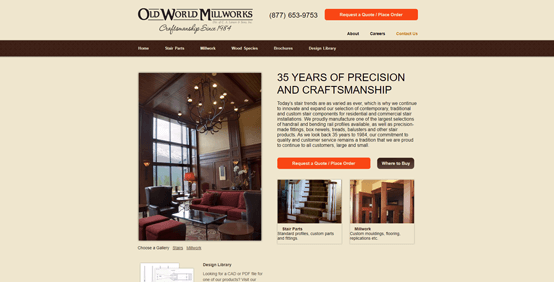 OLD WORLD MILLWORKS
Craftsmanship Since 1984
(877) 653-9753
Request a Quote / Place Order
About Careers Contact Us
Home Stair Parts Millwork Wood Species Brochures Design Library
35 YEARS OF PRECISION
AND CRAFTSMANSHIP
Today's stair trends are as varied as ever, which is why we continue
to innovate and expand our selection of contemporary, traditional
and custom stair components for residential and commercial stair
installations. We proudly manufacture one of the largest selections
of handrail and bending rail profiles available, as well as precision-
made fittings, box newels, treads, balusters and other stair
products. As we look back 35 years to 1984, our commitment to
quality and customer service remains a tradition that we are proud
to continue to all customers, large and small.
Request a Quote / Place Order
Where to Buy
Stair Parts
Standard profiles, custom parts
and fittings.
Millwork
Custom mouldings, flooring,
replications etc.
Choose a Gallery: Stairs Millwork
Design Library
Looking for a CAD or PDF file for
one of our products? Visit our